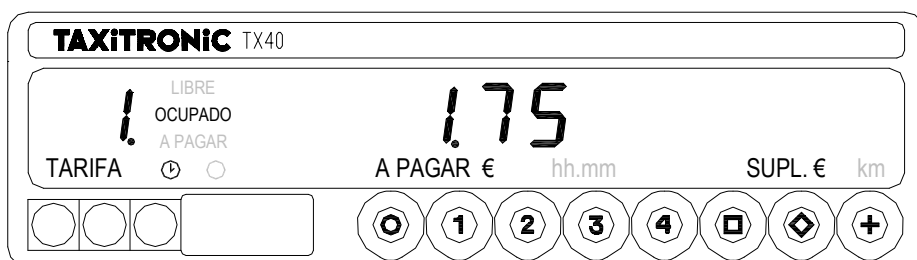 TAXiTRONiC TX40
LIBRE
1. OCUPADO 1.75
A PAGAR
TARIFA A PAGAR € hh.mm SUPL. € km
1 2 3 4 +